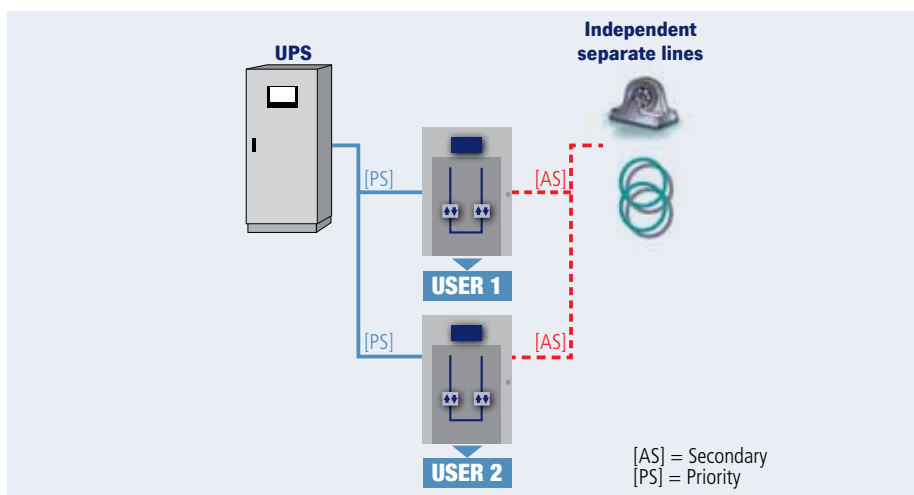 UPS
Independent
separate lines
[PS]
[AS]
USER 1
[PS]
[AS]
USER 2
[AS] = Secondary
[PS] = Priority